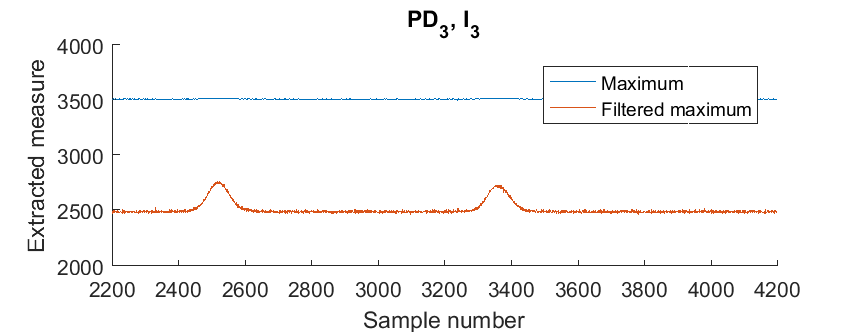 PD3, I3
4000
3500
3000
2500
2000
Extracted measure
Maximum
Filtered maximum
2200 2400 2600 2800 3000 3200 3400 3600 3800 4000 4200
Sample number